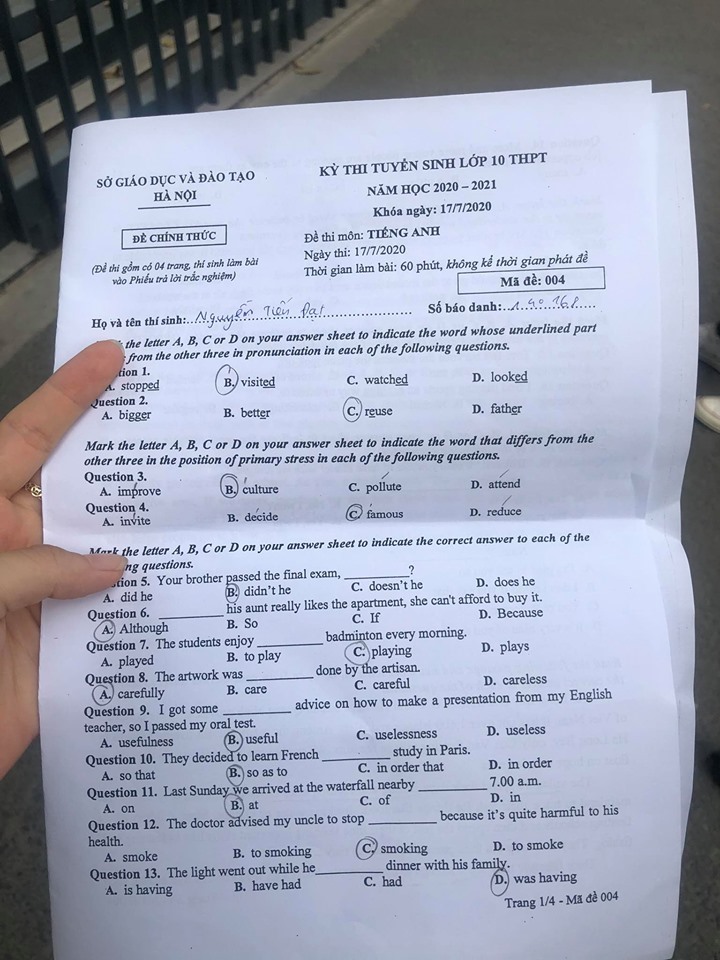 SỞ GIÁO DỤC VÀ ĐÀO TẠO
HÀ NỘI
ĐỀ CHÍNH THỨC
(Đề thi gồm có 04 trang, thí sinh làm bài
vào Phiếu trả lời trắc nghiệm)
KỲ THI TUYỂN SINH LỚP 10 THPT
NĂM HỌC 2020 – 2021
Khóa ngày: 17/7/2020
Đề thi môn: TIẾNG ANH
Ngày thi: 17/7/2020
Thời gian làm bài: 60 phút, không kể thời gian phát đề
Mã đề: 004
Họ và tên thí sinh: Nguyễn Tiến Đạt
Số báo danh:
the letter A, B, C or D on your answer sheet to indicate the word whose underlined part
from the other three in pronunciation in each of the following questions.
tion 1.
A. stopped B. visited C. watched D. looked
Question 2.
A. bigger B. better C. reuse D. father
Mark the letter A, B, C or D on your answer sheet to indicate the word that differs from the
other three in the position of primary stress in each of the following questions.
Question 3.
A. improve B. culture C. pollute D. attend
Question 4.
A. invite B. decide C. famous D. reduce
Mark the letter A, B, C or D on your answer sheet to indicate the correct answer to each of the
ng questions.
tion 5. Your brother passed the final exam, ________?
A. did he B. didn't he C. doesn't he D. does he
Question 6. ________ his aunt really likes the apartment, she can't afford to buy it.
A. Although B. So C. If D. Because
Question 7. The students enjoy ________ badminton every morning.
A. played B. to play C. playing D. plays
Question 8. The artwork was ________ done by the artisan.
A. carefully B. care C. careful D. careless
Question 9. I got some ________ advice on how to make a presentation from my English
teacher, so I passed my oral test.
A. usefulness B. useful C. uselessness D. useless
Question 10. They decided to learn French ________ study in Paris.
A. so that B. so as to C. in order that D. in order
Question 11. Last Sunday we arrived at the waterfall nearby ________ 7.00 a.m.
A. on B. at C. of D. in
Question 12. The doctor advised my uncle to stop ________ because it's quite harmful to his
health.
A. smoke B. to smoking C. smoking D. to smoke
Question 13. The light went out while he ________ dinner with his family.
A. is having B. have had C. had D. was having
Trang 1/4 - Mã đề 004